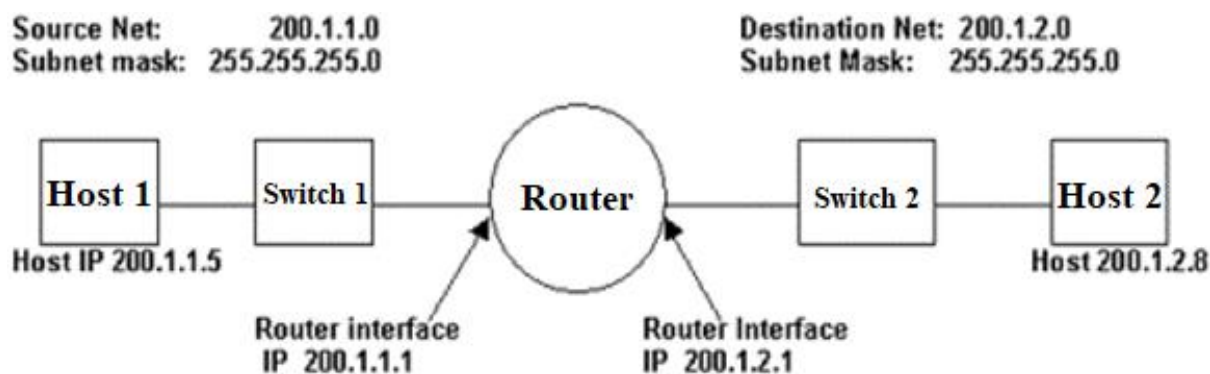 Source Net: 200.1.1.0
Subnet mask: 255.255.255.0
Destination Net: 200.1.2.0
Subnet Mask: 255.255.255.0
Host 1
Switch 1
Router
Switch 2
Host 2
Host IP 200.1.1.5
Host 200.1.2.8
Router interface
IP 200.1.1.1
Router Interface
IP 200.1.2.1